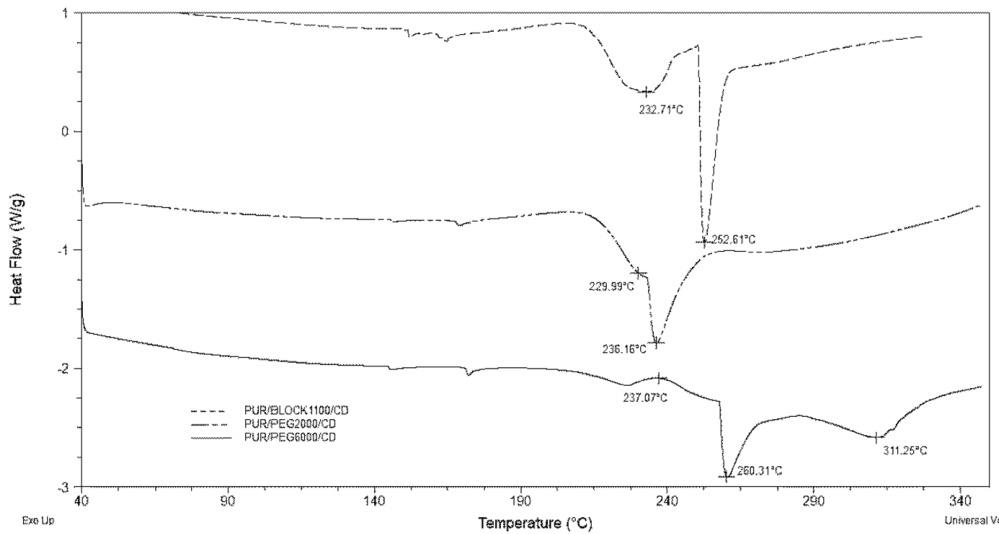 1
0
-1
-2
-3
Heat Flow (W/g)
232.71°C
252.61°C
229.99°C
236.16°C
237.07°C
260.31°C
311.25°C
PUR/BLOCK1100/CD
PUR/PEG2000/CD
PUR/PEG6000/CD
40
90
140
190
240
290
340
Exo Up
Temperature (°C)
Universal